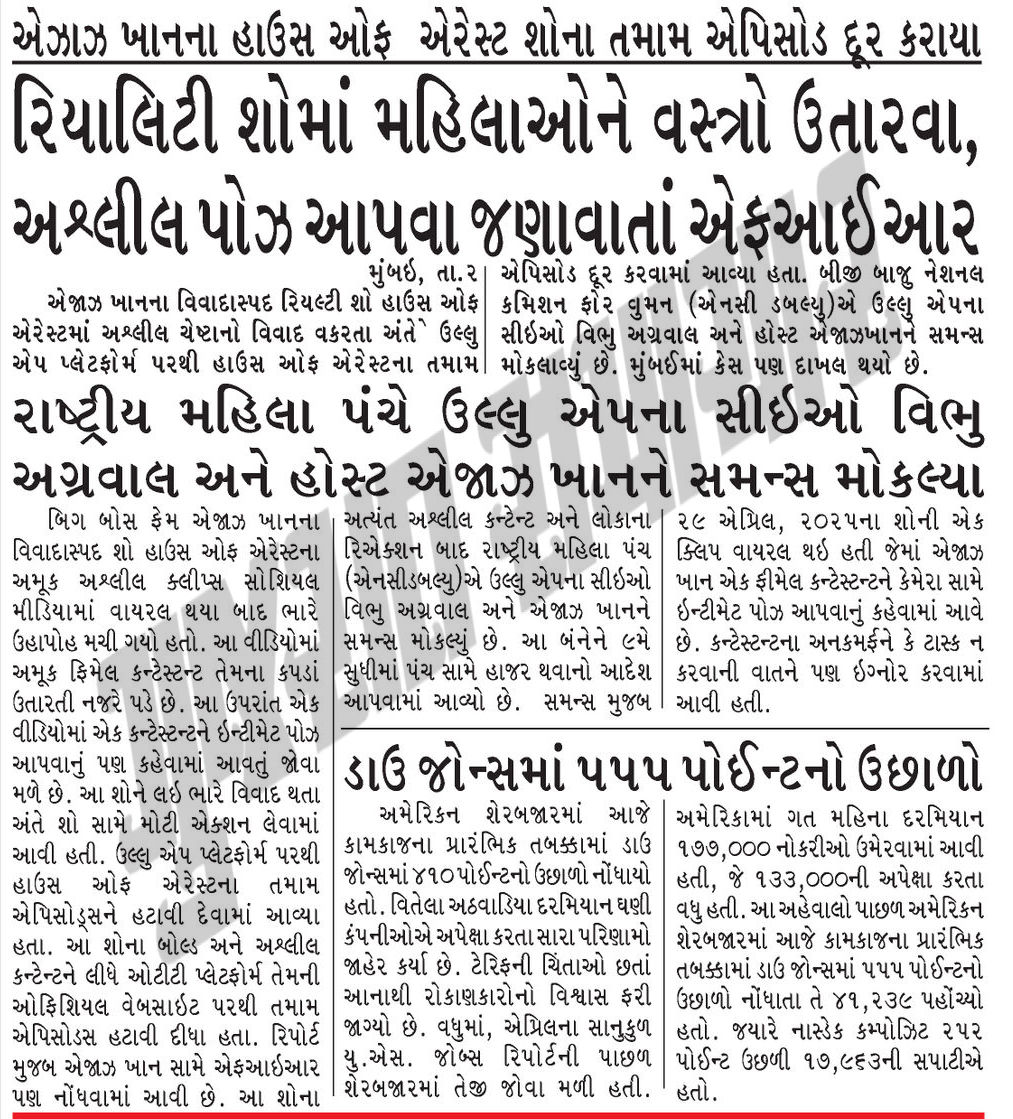 એઝાઝ ખાનના હાઉસ ઓફ એરેસ્ટ શોના તમામ એપિસોડ દૂર કરાયા
રિયાલિટી શોમાં મહિલાઓને વસ્ત્રો ઉતારવા,
અશ્લીલ પોઝ આપવા જણાવાતાં એફઆઈઆર
મુંબઇ, તા.ર
એજાઝ ખાનના વિવાદાસ્પદ રિયલ્ટી શો હાઉસ ઓફ
એરેસ્ટમાં અશ્લીલ ચેષ્ટાનો વિવાદ વકરતા અંતે ઉલ્લુ
એપ પ્લેટફોર્મ પરથી હાઉસ ઓફ એરેસ્ટના તમામ
એપિસોડ દૂર કરવામાં આવ્યા હતા. બીજી બાજુ નેશનલ
કમિશન ફોર વુમન (એનસી ડબલ્યુ)એ ઉલ્લુ એપના
સીઇઓ વિભુ અગ્રવાલ અને હોસ્ટ એજાઝખાનને સમન્સ
મોકલાવ્યું છે. મુંબઈમાં કેસ પણ દાખલ થયો છે.
રાષ્ટ્રીય મહિલા પંચે ઉલ્લુ એપના સીઇઓ વિભુ
અગ્રવાલ અને હોસ્ટ એજાઝ ખાનને સમન્સ મોકલ્યા
બિગ બોસ ફેમ એજાઝ ખાનના
વિવાદાસ્પદ શો હાઉસ ઓફ એરેસ્ટના
અમૂક અશ્લીલ ક્લીપ્સ સોશિયલ
મીડિયામાં વાયરલ થયા બાદ ભારે
ઉહાપોહ મચી ગયો હતો. આ વીડિયોમાં
અમૂક ફિમેલ કન્ટેસ્ટન્ટ તેમના કપડાં
ઉતારતી નજરે પડે છે. આ ઉપરાંત એક
વીડિયોમાં એક કન્ટેસ્ટન્ટને ઇન્ટીમેટ પોઝ
આપવાનું પણ કહેવામાં આવતું જોવા
મળે છે. આ શોને લઇ ભારે વિવાદ થતા
અંતે શો સામે મોટી એક્શન લેવામાં
આવી હતી. ઉલ્લુ એપ પ્લેટફોર્મ પરથી
હાઉસ ઓફ એરેસ્ટના તમામ
એપિસોડ્સને હટાવી દેવામાં આવ્યા
હતા. આ શોના બોલ્ડ અને અશ્લીલ
કન્ટેન્ટને લીધે ઓટીટી પ્લેટફોર્મ તેમની
ઓફિશિયલ વેબસાઇટ પરથી તમામ
એપિસોડસ હટાવી દીધા હતા. રિપોર્ટ
મુજબ એજાઝ ખાન સામે એફઆઇઆર
પણ નોંધવામાં આવી છે. આ શોના
અત્યંત અશ્લીલ કન્ટેન્ટ અને લોકાના
રિએક્શન બાદ રાષ્ટ્રીય મહિલા પંચ
(એનસીડબલ્યુ)એ ઉલ્લુ એપના સીઇઓ
વિભુ અગ્રવાલ અને એજાઝ ખાનને
સમન્સ મોકલ્યું છે. આ બંનેને ૯મે
સુધીમાં પંચ સામે હાજર થવાનો આદેશ
આપવામાં આવ્યો છે. સમન્સ મુજબ
૨૯ એપ્રિલ, ૨૦૨૫ના શોની એક
ક્લિપ વાયરલ થઇ હતી જેમાં એજાઝ
ખાન એક ફીમેલ કન્ટેસ્ટન્ટને કેમેરા સામે
ઇન્ટીમેટ પોઝ આપવાનું કહેવામાં આવે
છે. કન્ટેસ્ટન્ટના અનકમર્ફને કે ટાસ્ક ન
કરવાની વાતને પણ ઇગ્નોર કરવામાં
આવી હતી.
ડાઉ જોન્સમાં ૫૫૫ પોઈન્ટનો ઉછાળો
અમેરિકન શેરબજારમાં આજે
કામકાજના પ્રારંભિક તબક્કામાં ડાઉ
જોન્સમાં ૪૧૦ પોઈન્ટનો ઉછાળો નોંધાયો
હતો. વિતેલા અઠવાડિયા દરમિયાન ઘણી
કંપનીઓએ અપેક્ષા કરતા સારા પરિણામો
જાહેર કર્યા છે. ટેરિફની ચિંતાઓ છતાં
આનાથી રોકાણકારોનો વિશ્વાસ ફરી
જાગ્યો છે. વધુમાં, એપ્રિલના સાનુકુળ
યુ.એસ. જોબ્સ રિપોર્ટની પાછળ
શેરબજારમાં તેજી જોવા મળી હતી.
અમેરિકામાં ગત મહિના દરમિયાન
૧૭૭,૦૦૦ નોકરીઓ ઉમેરવામાં આવી
હતી, જે ૧૩૩,૦૦૦ની અપેક્ષા કરતા
વધુ હતી. આ અહેવાલો પાછળ અમેરિકન
શેરબજારમાં આજે કામકાજના પ્રારંભિક
તબક્કામાં ડાઉ જોન્સમાં ૫૫૫ પોઈન્ટનો
ઉછાળો નોંધાતા તે ૪૧,૨૩૯ પહોંચ્યો
હતો. જયારે નાસ્ડેક કમ્પોઝિટ ૨૫૨
પોઈન્ટ ઉછળી ૧૭,૯૬૩ની સપાટીએ
હતો.